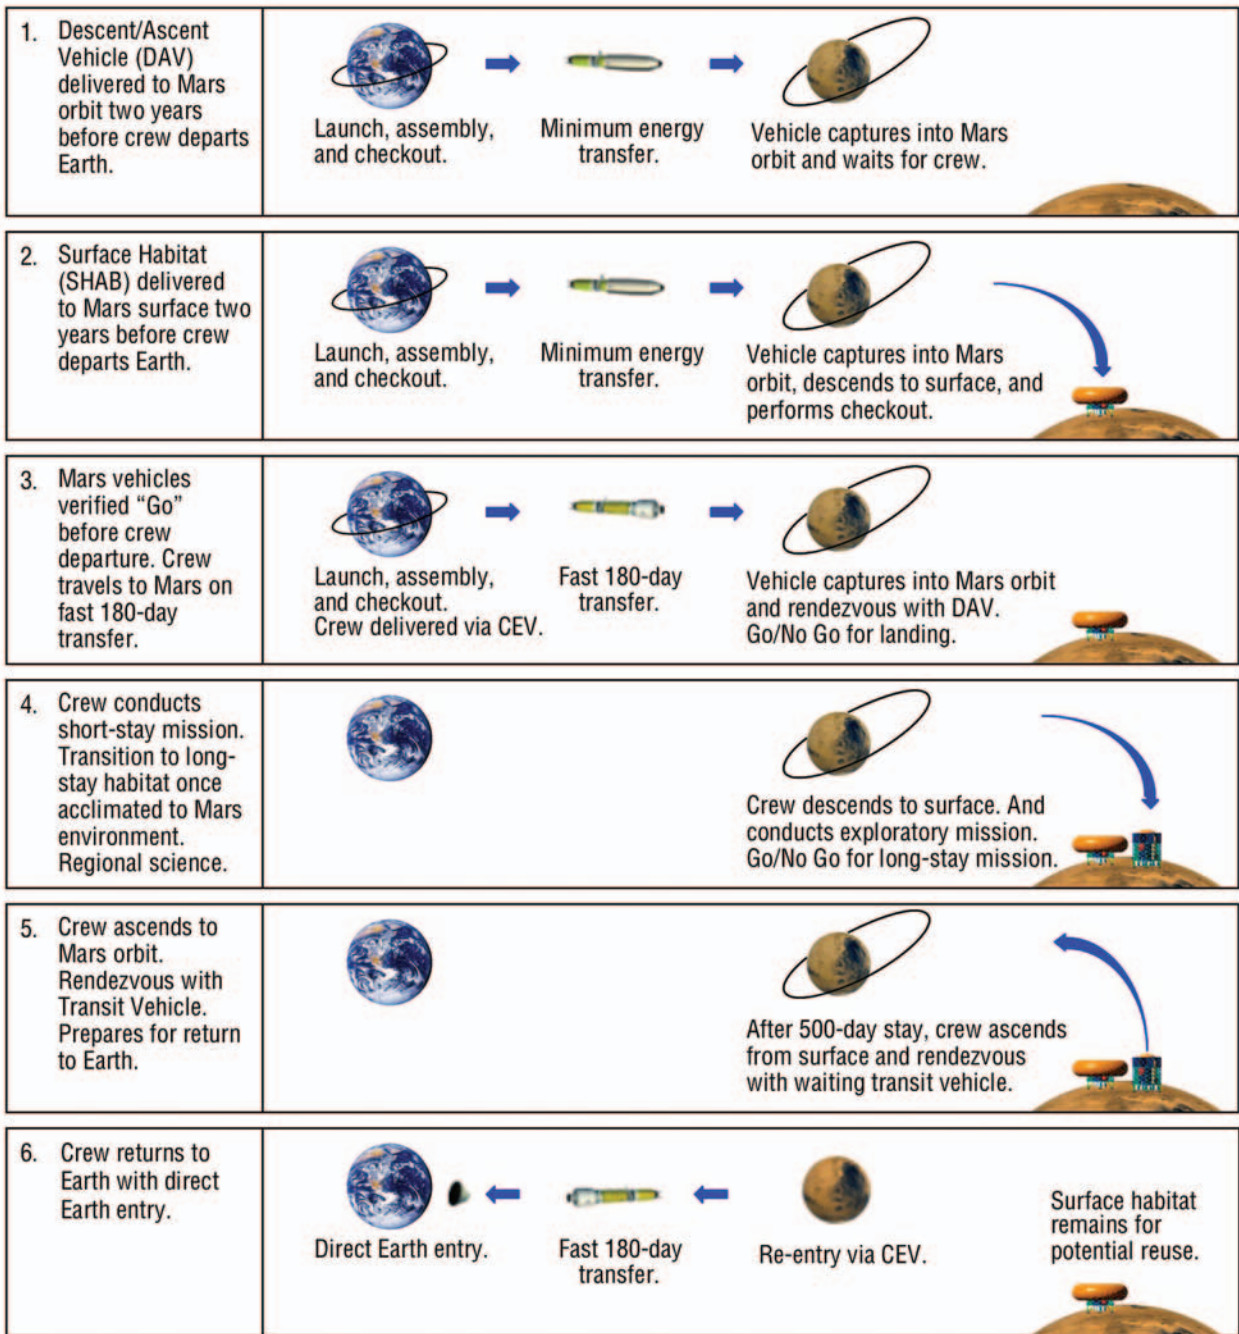 1. Descent/Ascent
Vehicle (DAV)
delivered to Mars
orbit two years
before crew departs
Earth.
Launch, assembly,
and checkout.
Minimum energy
transfer.
Vehicle captures into Mars
orbit and waits for crew.
2. Surface Habitat
(SHAB) delivered
to Mars surface two
years before crew
departs Earth.
Launch, assembly,
and checkout.
Minimum energy
transfer.
Vehicle captures into Mars
orbit, descends to surface, and
performs checkout.
3. Mars vehicles
verified “Go”
before crew
departure. Crew
travels to Mars on
fast 180-day
transfer.
Launch, assembly,
and checkout.
Crew delivered via CEV.
Fast 180-day
transfer.
Vehicle captures into Mars orbit
and rendezvous with DAV.
Go/No Go for landing.
4. Crew conducts
short-stay mission.
Transition to long-
stay habitat once
acclimated to Mars
environment.
Regional science.
Crew descends to surface. And
conducts exploratory mission.
Go/No Go for long-stay mission.
5. Crew ascends to
Mars orbit.
Rendezvous with
Transit Vehicle.
Prepares for return
to Earth.
After 500-day stay, crew ascends
from surface and rendezvous
with waiting transit vehicle.
6. Crew returns to
Earth with direct
Earth entry.
Direct Earth entry.
Fast 180-day
transfer.
Re-entry via CEV.
Surface habitat
remains for
potential reuse.